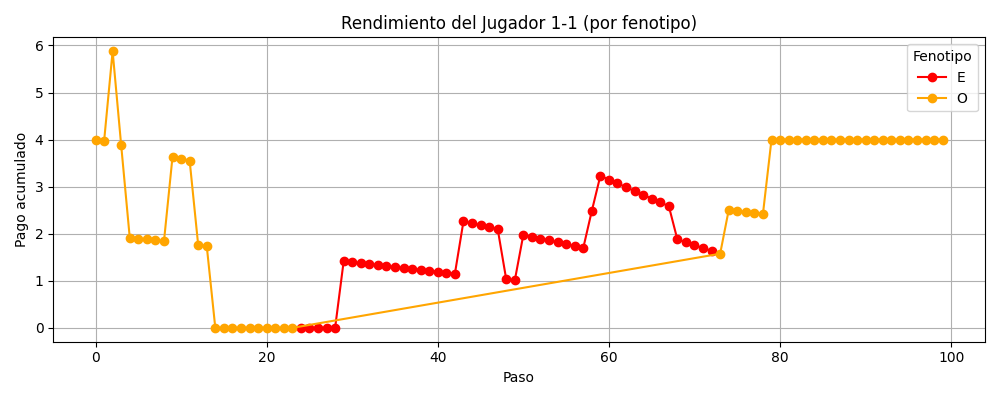 Rendimiento del Jugador 1-1 (por fenotipo)
Pago acumulado
6
5
4
3
2
1
0
0
20
40
60
80
100
Paso
Fenotipo
E
O